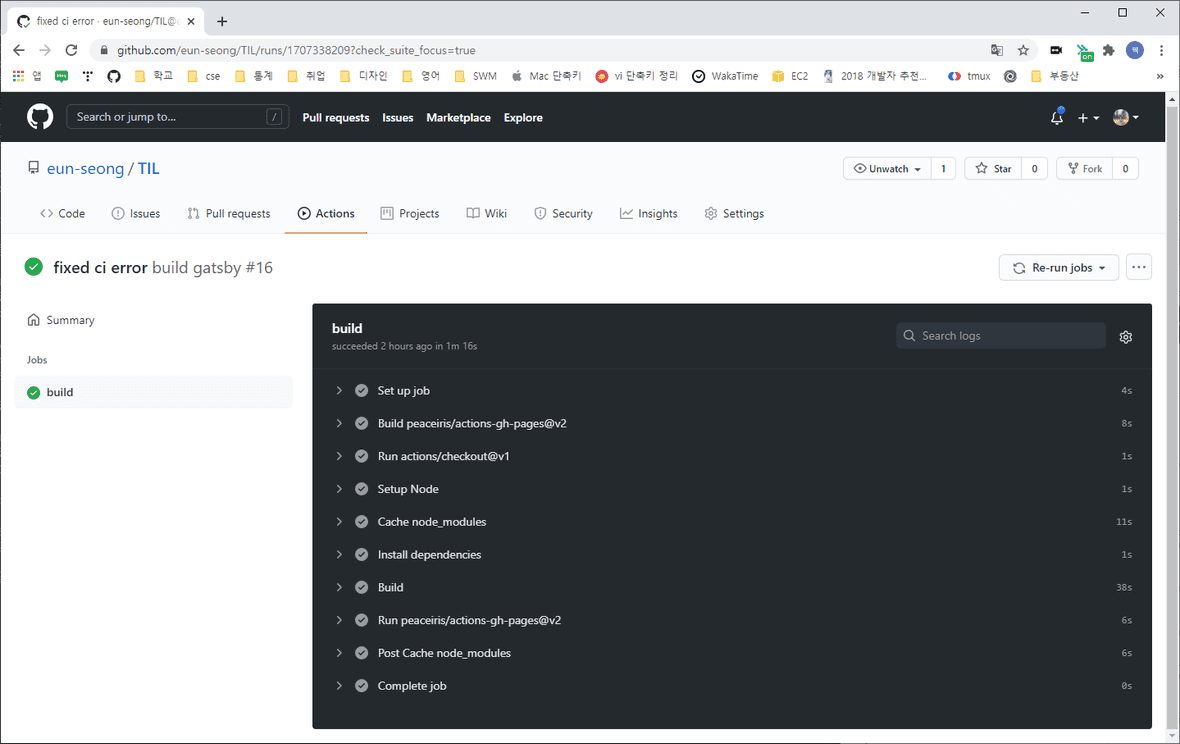 fixed ci error · eun-seong/TIL@
github.com/eun-seong/TIL/runs/1707338209?check_suite_focus=true
앱 학교 cse 통계 취업 디자인 영어 SWM Mac 단축키 vi 단축키 정리 WakaTime EC2 2018 개발자 추천... tmux 부동산 »
Search or jump to... / Pull requests Issues Marketplace Explore
eun-seong / TIL Unwatch 1 Star 0 Fork 0
Code Issues Pull requests Actions Projects Wiki Security Insights Settings
fixed ci error build gatsby #16 Re-run jobs ...
Summary
Jobs
build
build
succeeded 2 hours ago in 1m 16s
Search logs
Set up job 4s
Build peaceiris/actions-gh-pages@v2 8s
Run actions/checkout@v1 1s
Setup Node 1s
Cache node_modules 11s
Install dependencies 1s
Build 38s
Run peaceiris/actions-gh-pages@v2 6s
Post Cache node_modules 6s
Complete job 0s